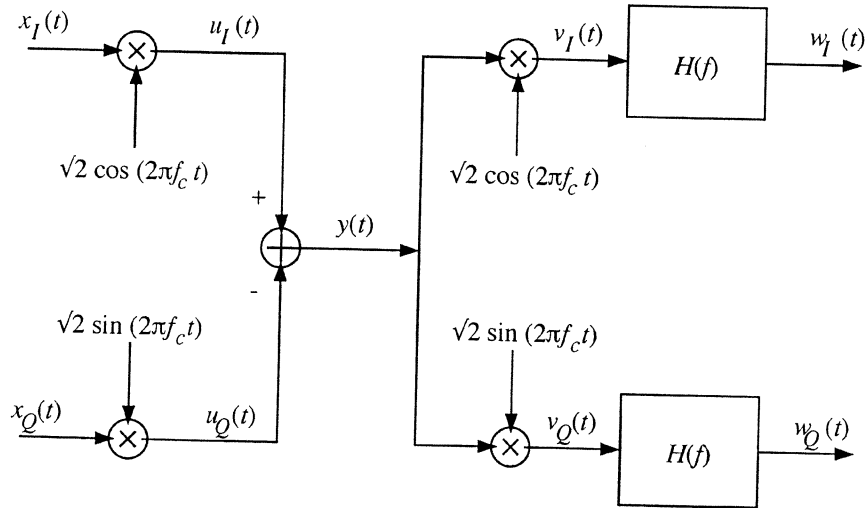 x_I(t)
u_I(t)
v_I(t)
w_I (t)
H(f)
√2 cos (2πf_c t)
√2 cos (2πf_c t)
+
y(t)
-
√2 sin (2πf_c t)
√2 sin (2πf_c t)
x_Q(t)
u_Q(t)
v_Q(t)
w_Q(t)
H(f)